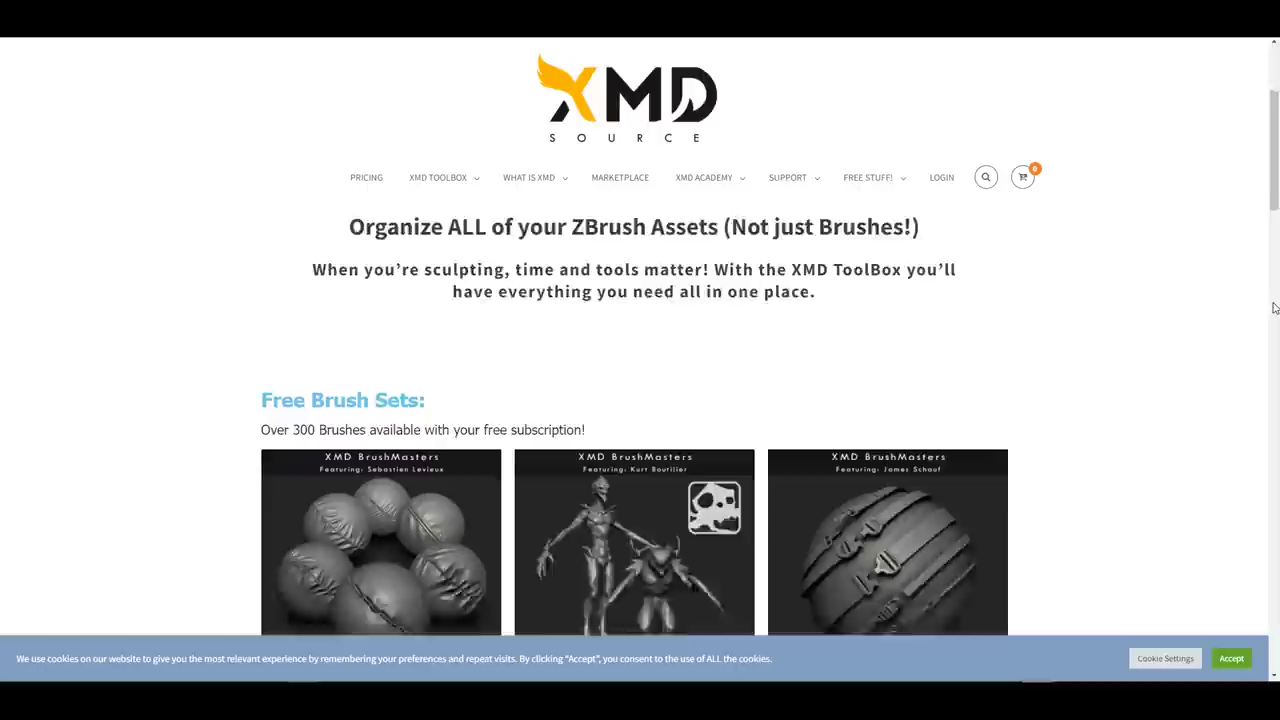 XMD
SOURCE
PRICING XMD TOOLBOX WHAT IS XMD MARKETPLACE XMD ACADEMY SUPPORT FREE STUFF! LOGIN 0
Organize ALL of your ZBrush Assets (Not just Brushes!)
When you’re sculpting, time and tools matter! With the XMD ToolBox you’ll
have everything you need all in one place.
Free Brush Sets:
Over 300 Brushes available with your free subscription!
XMD BrushMasters
Featuring: Sebastien Levieux
XMD BrushMasters
Featuring: Kurt Boutilier
XMD BrushMasters
Featuring: James Schauf
We use cookies on our website to give you the most relevant experience by remembering your preferences and repeat visits. By clicking “Accept”, you consent to the use of ALL the cookies.
Cookie Settings Accept